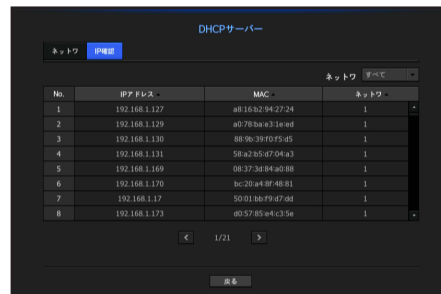 DHCPサーバー
ネットワ IP確認
ネットワ すべて
No. IPアドレス MAC ネットワ
1 192.168.1.127 a8:16:b2:94:27:24 1
2 192.168.1.129 a0:78:ba:e3:1e:ed 1
3 192.168.1.130 88:9b:39:f0:f5:d5 1
4 192.168.1.131 58:a2:b5:d7:04:a3 1
5 192.168.1.169 08:37:3d:84:a0:88 1
6 192.168.1.170 bc:20:a4:8f:48:81 1
7 192.168.1.17 50:01:bb:f9:d7:dd 1
8 192.168.1.173 d0:57:85:e4:c3:5e 1
< 1/21 >
戻る